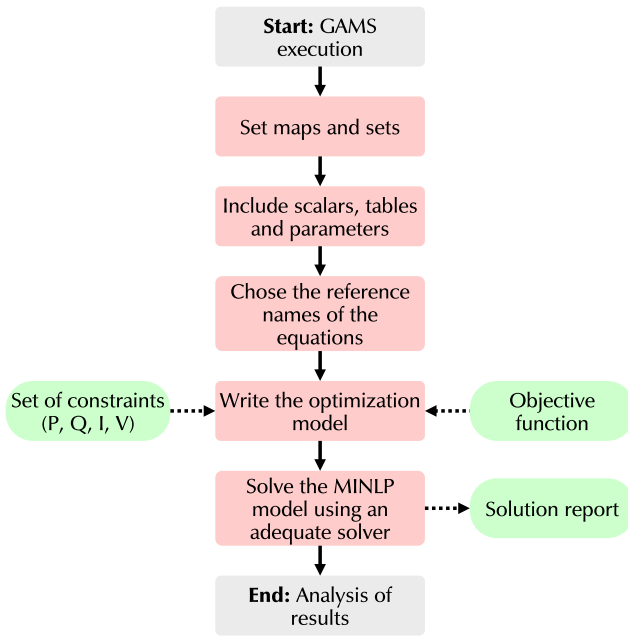 Start: GAMS
execution
Set maps and sets
Include scalars, tables
and parameters
Chose the reference
names of the
equations
Set of constraints
(P, Q, I, V)
Write the optimization
model
Objective
function
Solve the MINLP
model using an
adequate solver
Solution report
End: Analysis of
results